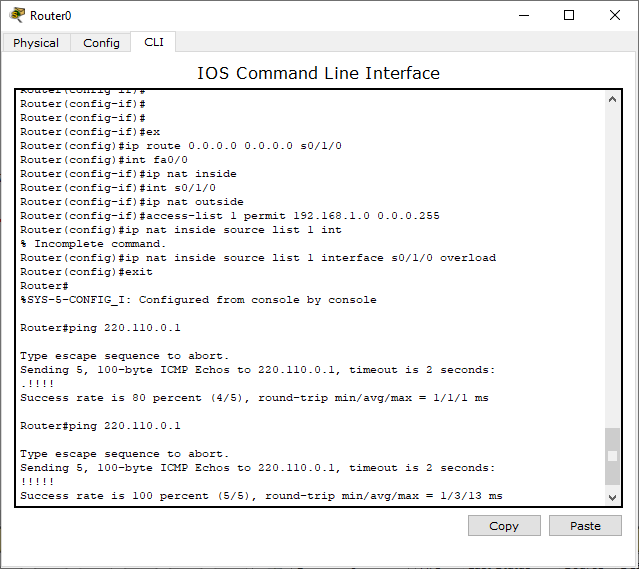 Router0
Physical Config CLI
IOS Command Line Interface
Router(config-if)#
Router(config-if)#
Router(config-if)#
Router(config-if)#ex
Router(config)#ip route 0.0.0.0 0.0.0.0 s0/1/0
Router(config)#int fa0/0
Router(config-if)#ip nat inside
Router(config-if)#int s0/1/0
Router(config-if)#ip nat outside
Router(config-if)#access-list 1 permit 192.168.1.0 0.0.0.255
Router(config)#ip nat inside source list 1 int
% Incomplete command.
Router(config)#ip nat inside source list 1 interface s0/1/0 overload
Router(config)#exit
Router#
%SYS-5-CONFIG_I: Configured from console by console
Router#ping 220.110.0.1
Type escape sequence to abort.
Sending 5, 100-byte ICMP Echos to 220.110.0.1, timeout is 2 seconds:
.!!!!
Success rate is 80 percent (4/5), round-trip min/avg/max = 1/1/1 ms
Router#ping 220.110.0.1
Type escape sequence to abort.
Sending 5, 100-byte ICMP Echos to 220.110.0.1, timeout is 2 seconds:
!!!!!
Success rate is 100 percent (5/5), round-trip min/avg/max = 1/3/13 ms
Copy Paste